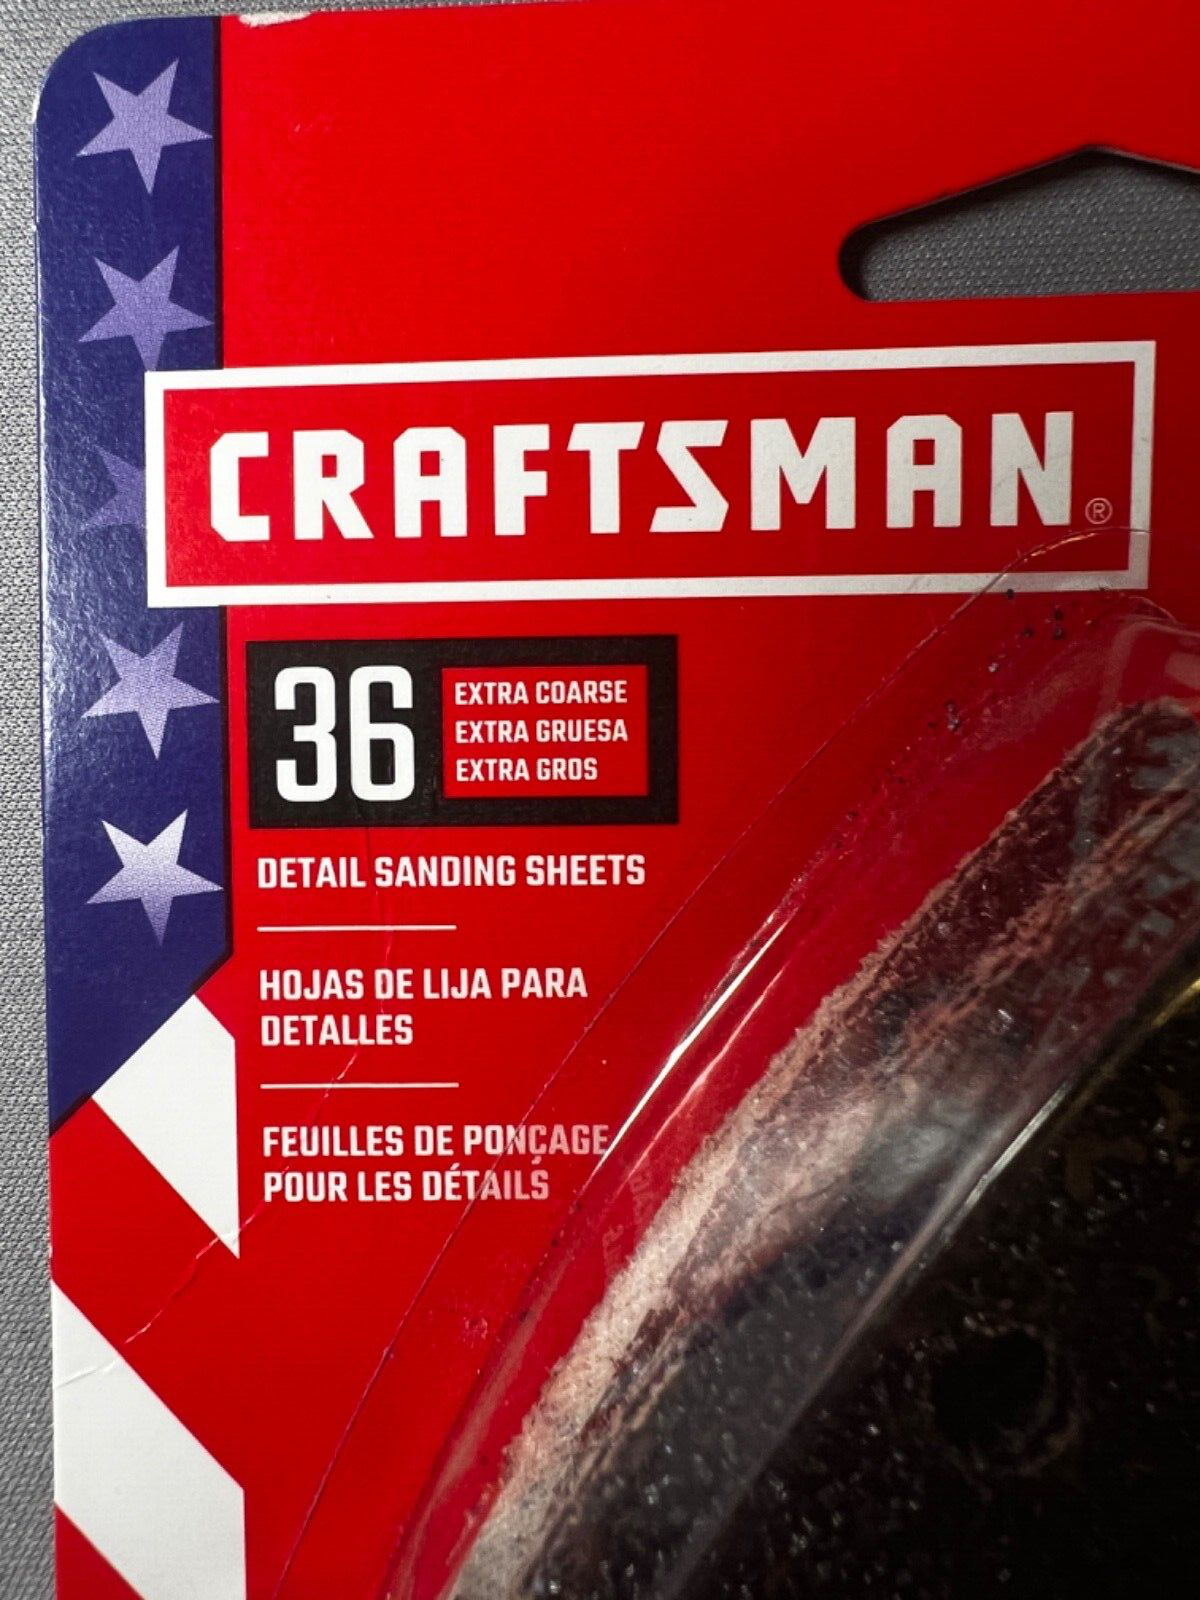 CRAFTSMAN®
36
EXTRA COARSE
EXTRA GRUESA
EXTRA GROS
DETAIL SANDING SHEETS
HOJAS DE LIJA PARA
DETALLES
FEUILLES DE PONÇAGE
POUR LES DÉTAILS